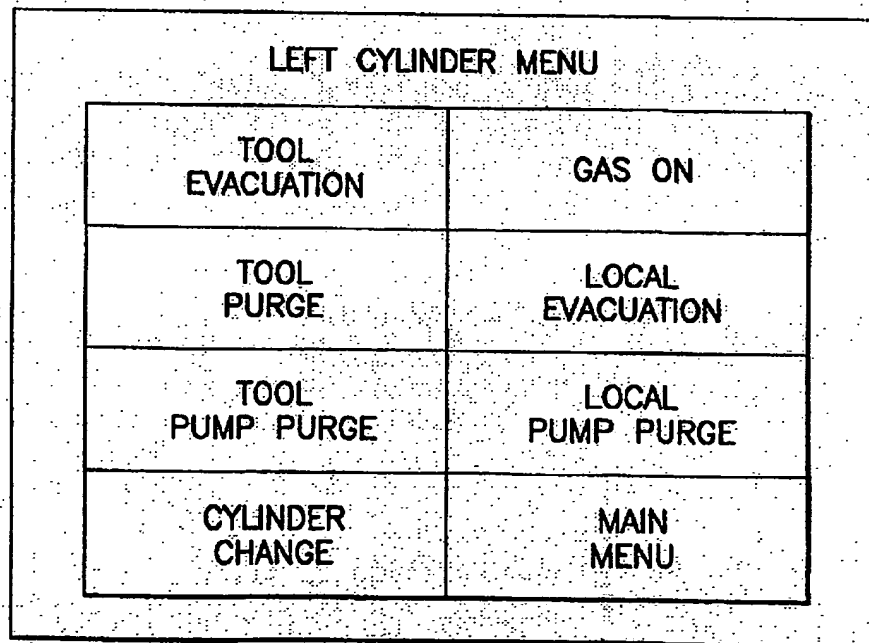 LEFT CYLINDER MENU
TOOL
EVACUATION
GAS ON
TOOL
PURGE
LOCAL
EVACUATION
TOOL
PUMP PURGE
LOCAL
PUMP PURGE
CYLINDER
CHANGE
MAIN
MENU